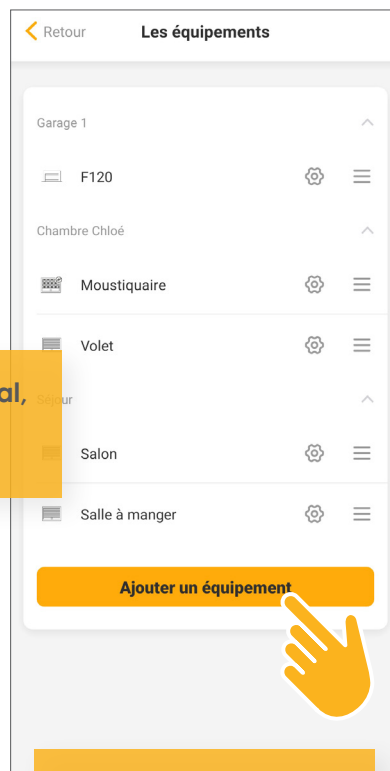 Retour Les équipements
Garage 1
F120
Chambre Chloé
Moustiquaire
Volet
al,
Séjour
Salon
Salle à manger
Ajouter un équipement